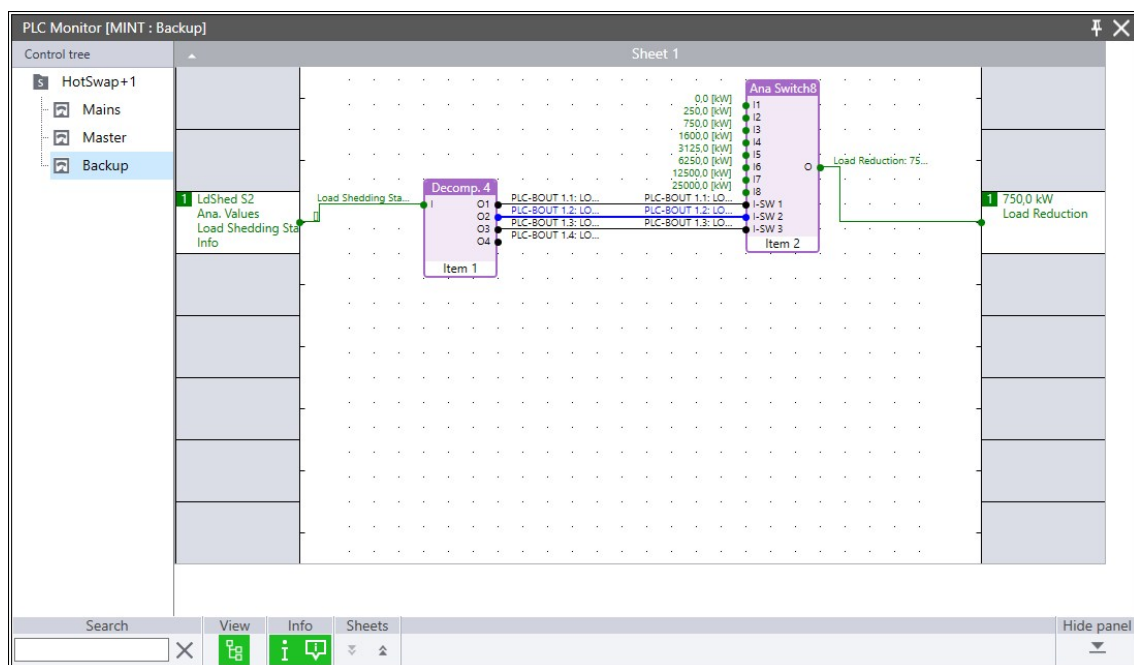 PLC Monitor [MINT : Backup]
Control tree
Sheet 1
S HotSwap+1
Mains
Master
Backup
1 LdShed S2
Ana. Values
Load Shedding Sta
Info
Load Shedding Sta...
Decomp. 4
I
O1
O2
O3
O4
Item 1
PLC-BOUT 1.1: LO...
PLC-BOUT 1.2: LO...
PLC-BOUT 1.3: LO...
PLC-BOUT 1.4: LO...
PLC-BOUT 1.1: LO...
PLC-BOUT 1.2: LO...
PLC-BOUT 1.3: LO...
0,0 [kW]
250,0 [kW]
750,0 [kW]
1600,0 [kW]
3125,0 [kW]
6250,0 [kW]
12500,0 [kW]
25000,0 [kW]
Ana Switch8
I1
I2
I3
I4
I5
I6
I7
I8
I-SW 1
I-SW 2
I-SW 3
O
Item 2
Load Reduction: 75...
1 750,0 kW
Load Reduction
Search
View
Info
Sheets
Hide panel